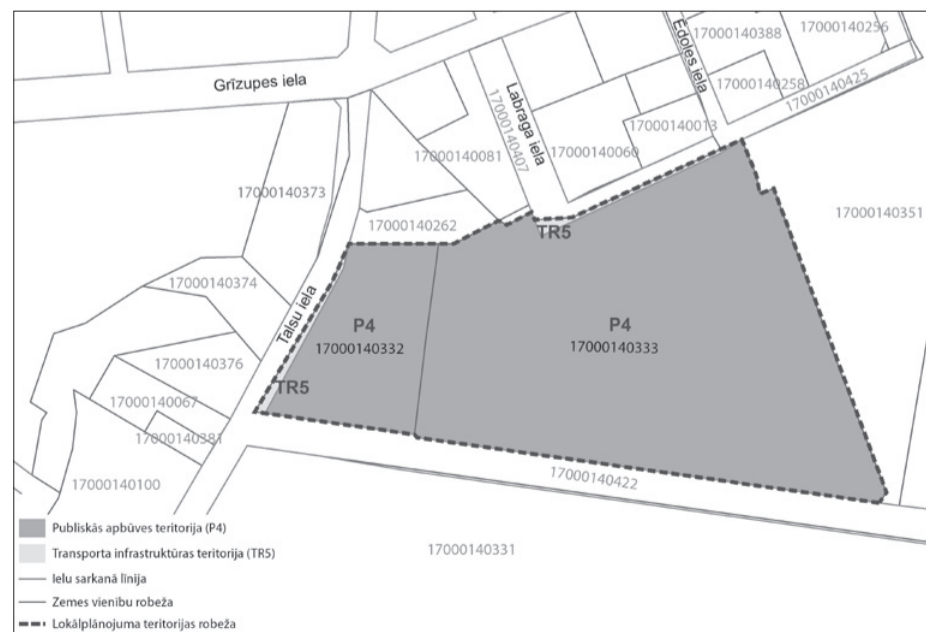 17000140388
17000140256
Ēdoles iela
17000140258
17000140425
Grīzupes iela
Labraga iela
17000140407
17000140013
17000140081
17000140060
17000140373
17000140351
17000140262
TR5
17000140374
Talsu iela
P4
17000140332
P4
17000140333
17000140376
TR5
17000140067
17000140381
17000140422
17000140100
17000140331
Publiskās apbūves teritorija (P4)
Transporta infrastruktūras teritorija (TR5)
Ielu sarkanā līnija
Zemes vienību robeža
Lokālplānojuma teritorijas robeža